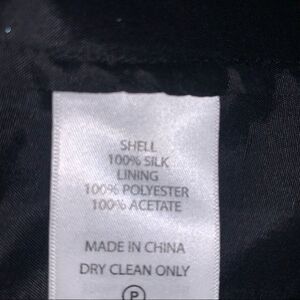 SHELL
100% SILK
LINING
100% POLYESTER
100% ACETATE
MADE IN CHINA
DRY CLEAN ONLY
P